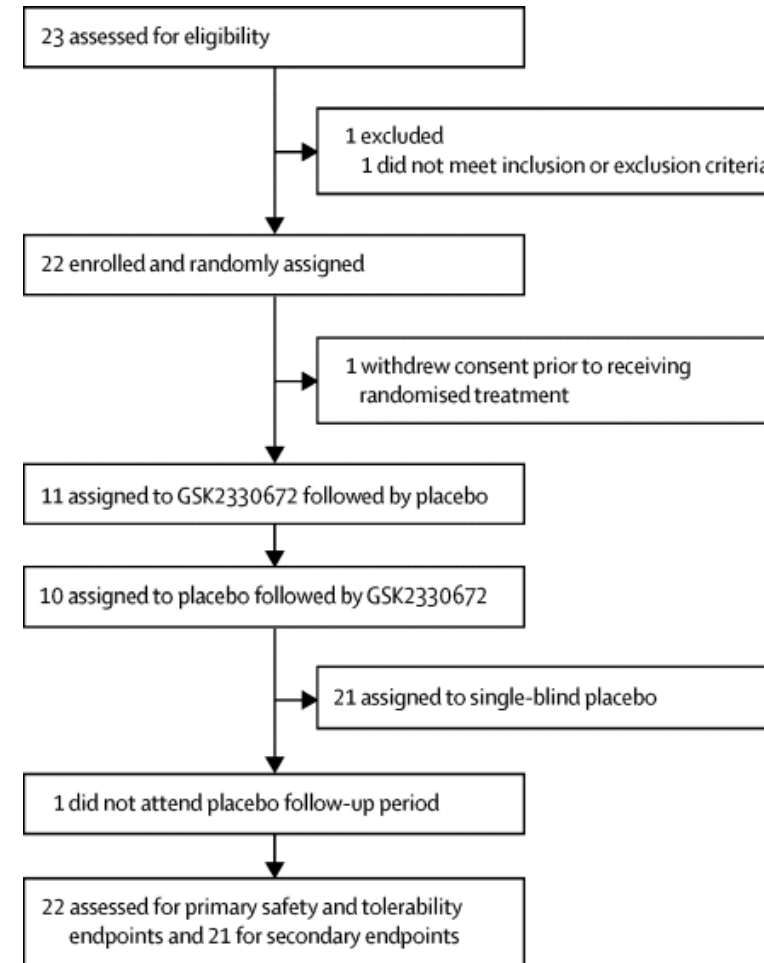 23 assessed for eligibility
1 excluded
1 did not meet inclusion or exclusion criteria
22 enrolled and randomly assigned
1 withdrew consent prior to receiving
randomised treatment
11 assigned to GSK2330672 followed by placebo
10 assigned to placebo followed by GSK2330672
21 assigned to single-blind placebo
1 did not attend placebo follow-up period
22 assessed for primary safety and tolerability
endpoints and 21 for secondary endpoints